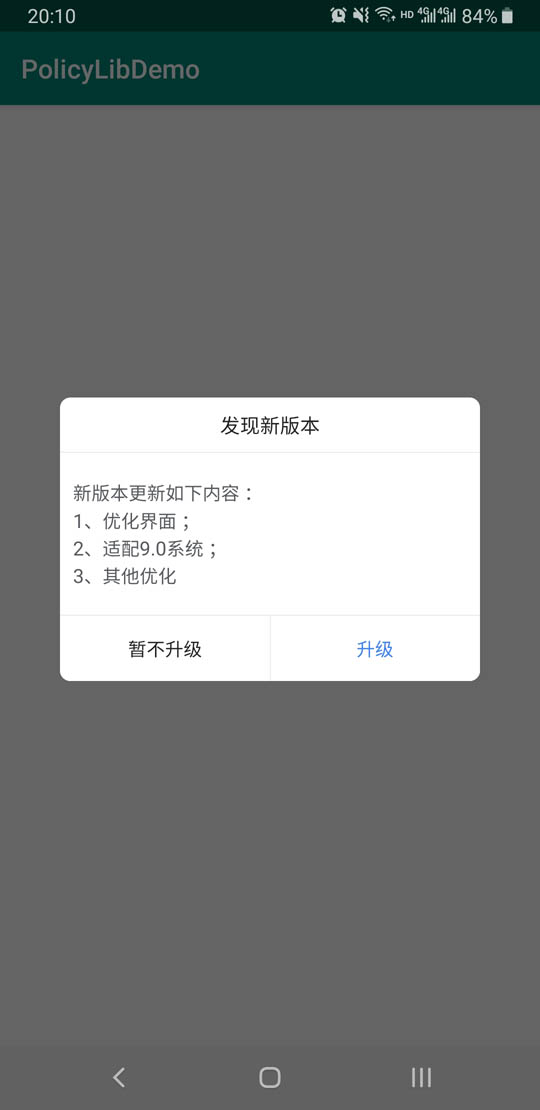 20:10
HD 4G 4G 84%
PolicyLibDemo
发现新版本
新版本更新如下内容：
1、优化界面；
2、适配9.0系统；
3、其他优化
暂不升级
升级